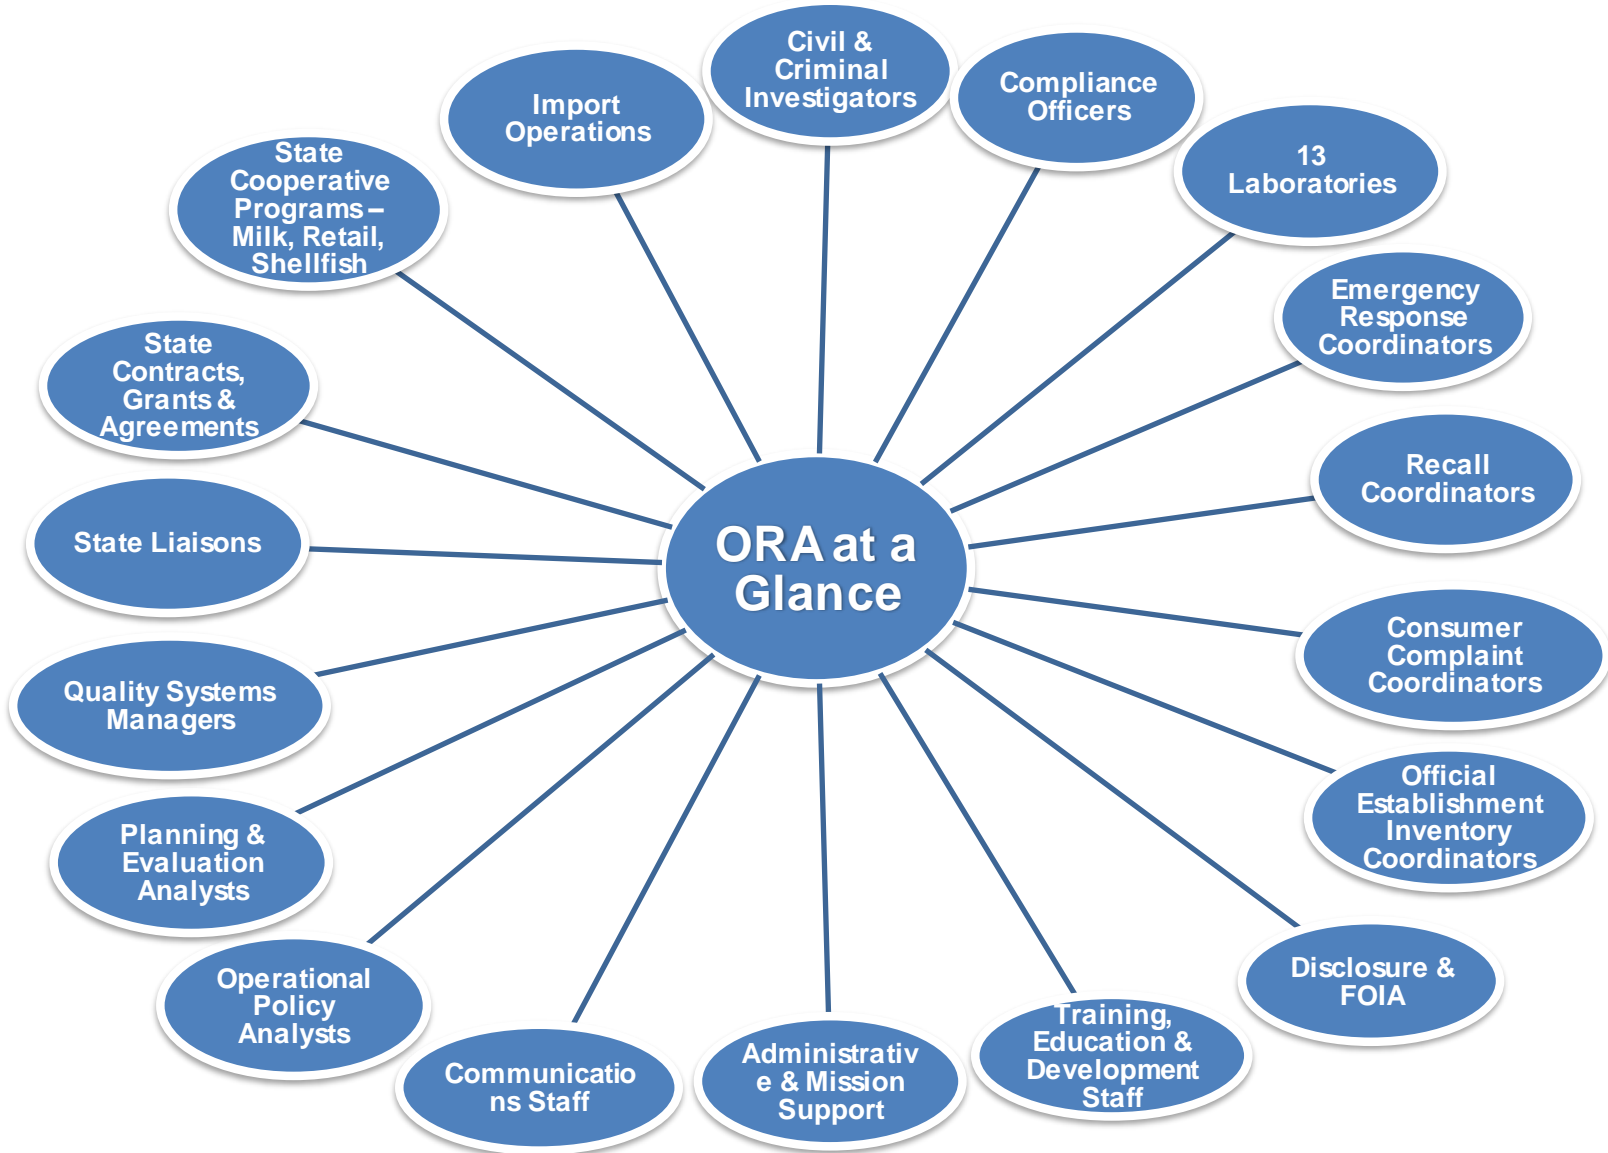 Civil &
Criminal
Investigators
Compliance
Officers
13
Laboratories
Emergency
Response
Coordinators
Recall
Coordinators
Consumer
Complaint
Coordinators
Official
Establishment
Inventory
Coordinators
Disclosure &
FOIA
Training,
Education &
Development
Staff
Administrativ
e & Mission
Support
Communicatio
ns Staff
Operational
Policy
Analysts
Planning &
Evaluation
Analysts
Quality Systems
Managers
State Liaisons
State
Contracts,
Grants &
Agreements
State
Cooperative
Programs –
Milk, Retail,
Shellfish
Import
Operations
ORA at a
Glance